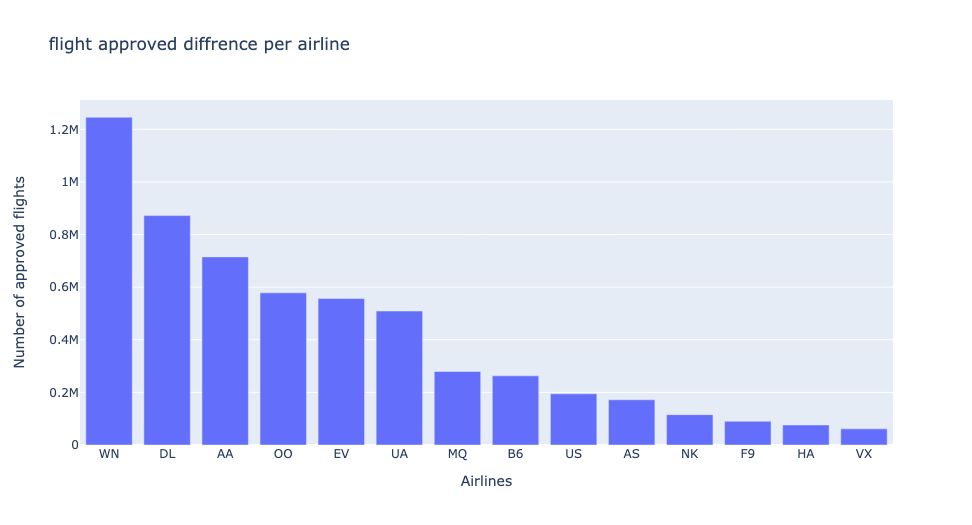 flight approved diffrence per airline
Number of approved flights
1.2M
1M
0.8M
0.6M
0.4M
0.2M
0
WN DL AA OO EV UA MQ B6 US AS NK F9 HA VX
Airlines